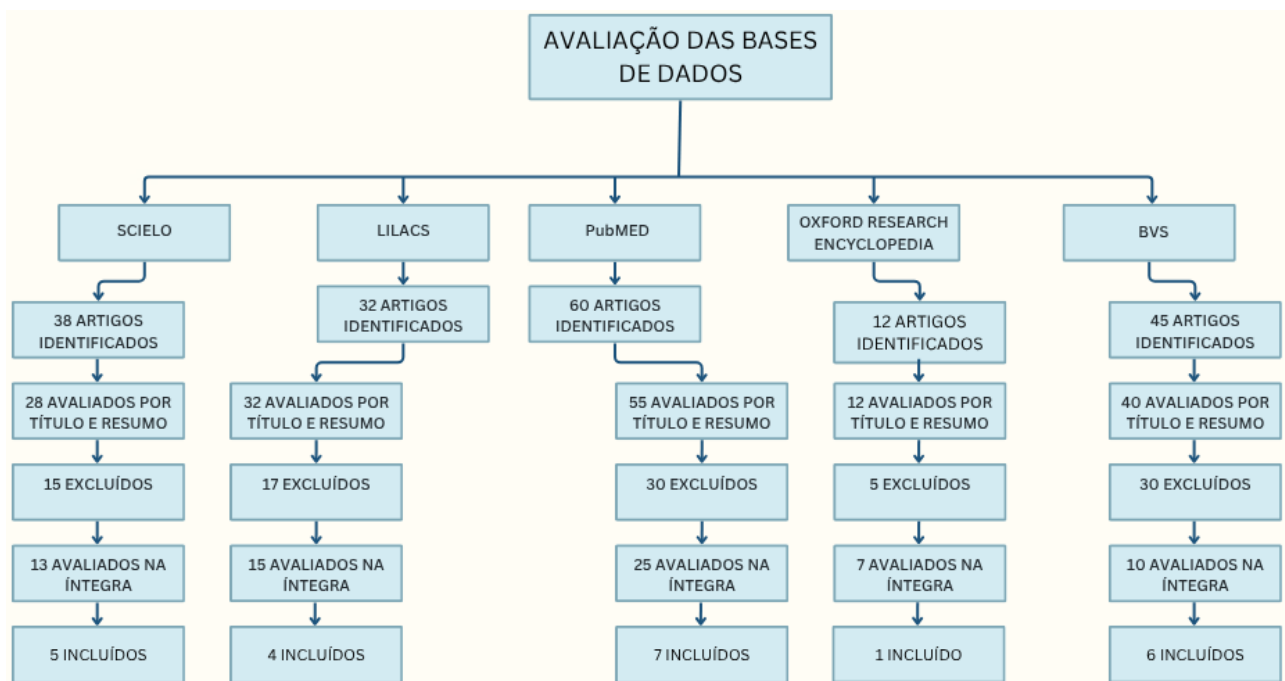 AVALIAÇÃO DAS BASES
DE DADOS
SCIELO
LILACS
PubMED
OXFORD RESEARCH
ENCYCLOPEDIA
BVS
38 ARTIGOS
IDENTIFICADOS
32 ARTIGOS
IDENTIFICADOS
60 ARTIGOS
IDENTIFICADOS
12 ARTIGOS
IDENTIFICADOS
45 ARTIGOS
IDENTIFICADOS
28 AVALIADOS POR
TÍTULO E RESUMO
32 AVALIADOS POR
TÍTULO E RESUMO
55 AVALIADOS POR
TÍTULO E RESUMO
12 AVALIADOS POR
TÍTULO E RESUMO
40 AVALIADOS POR
TÍTULO E RESUMO
15 EXCLUÍDOS
17 EXCLUÍDOS
30 EXCLUÍDOS
5 EXCLUÍDOS
30 EXCLUÍDOS
13 AVALIADOS NA
ÍNTEGRA
15 AVALIADOS NA
ÍNTEGRA
25 AVALIADOS NA
ÍNTEGRA
7 AVALIADOS NA
ÍNTEGRA
10 AVALIADOS NA
ÍNTEGRA
5 INCLUÍDOS
4 INCLUÍDOS
7 INCLUÍDOS
1 INCLUÍDO
6 INCLUÍDOS